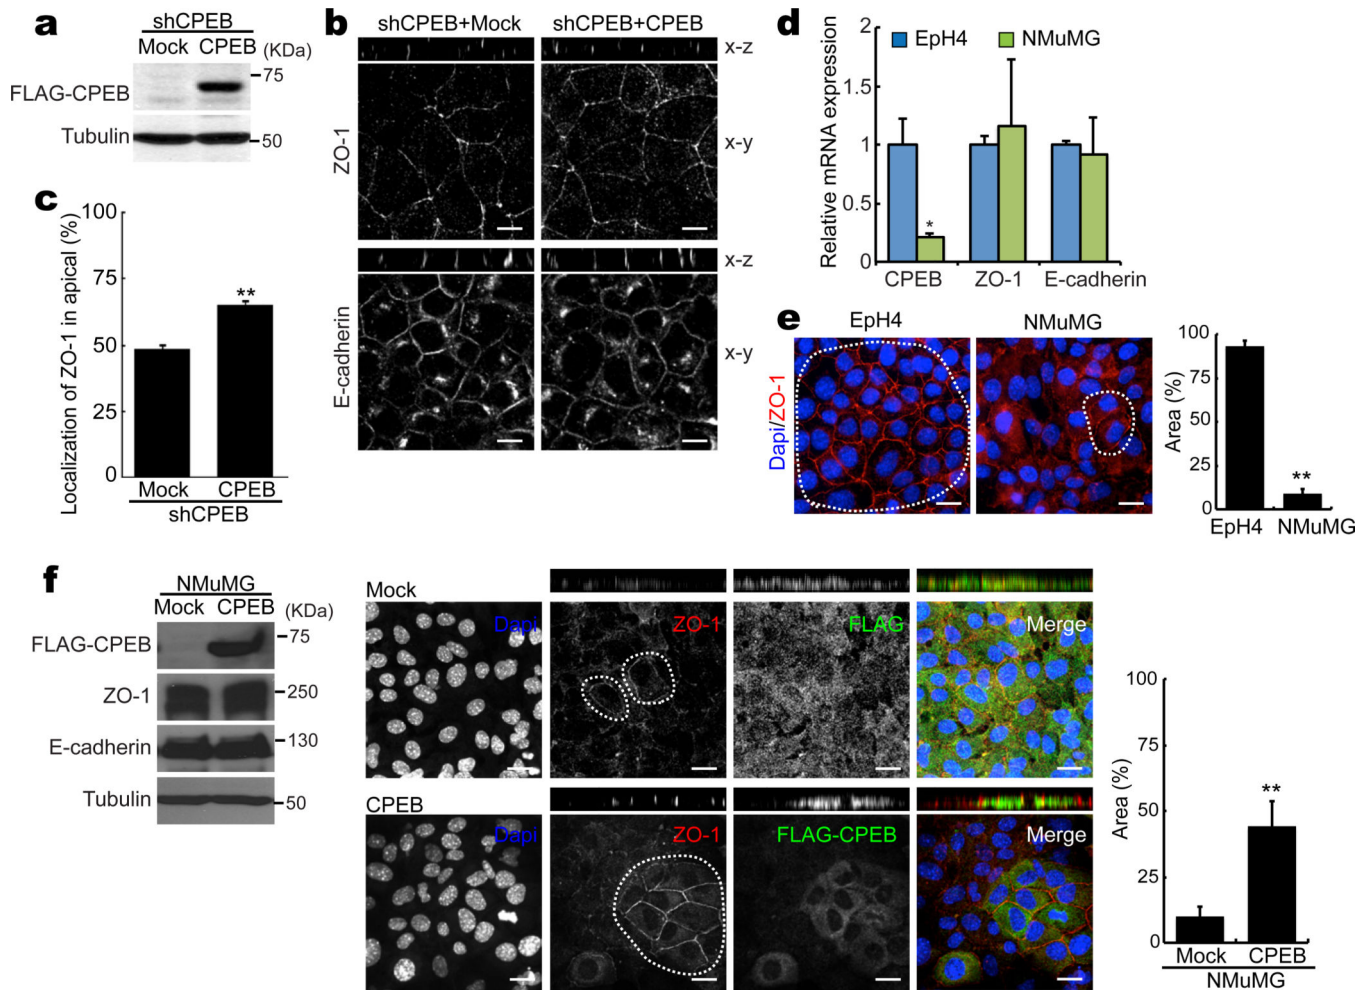 a
shCPEB
Mock CPEB (KDa)
FLAG-CPEB
75
Tubulin
50
b
shCPEB+Mock shCPEB+CPEB
x-z
ZO-1
x-y
x-z
E-cadherin
x-y
c
Localization of ZO-1 in apical (%)
100
75
50
25
0
**
Mock CPEB
shCPEB
d
Relative mRNA expression
2
1.5
1
0.5
0
EpH4 NMuMG
*
CPEB ZO-1 E-cadherin
e
EpH4 NMuMG
Dapi/ZO-1
Area (%)
100
75
50
25
0
**
EpH4 NMuMG
f
NMuMG
Mock CPEB (KDa)
FLAG-CPEB
75
ZO-1
250
E-cadherin
130
Tubulin
50
Mock
Dapi ZO-1 FLAG Merge
CPEB
Dapi ZO-1 FLAG-CPEB Merge
Area (%)
100
75
50
25
0
**
Mock CPEB
NMuMG